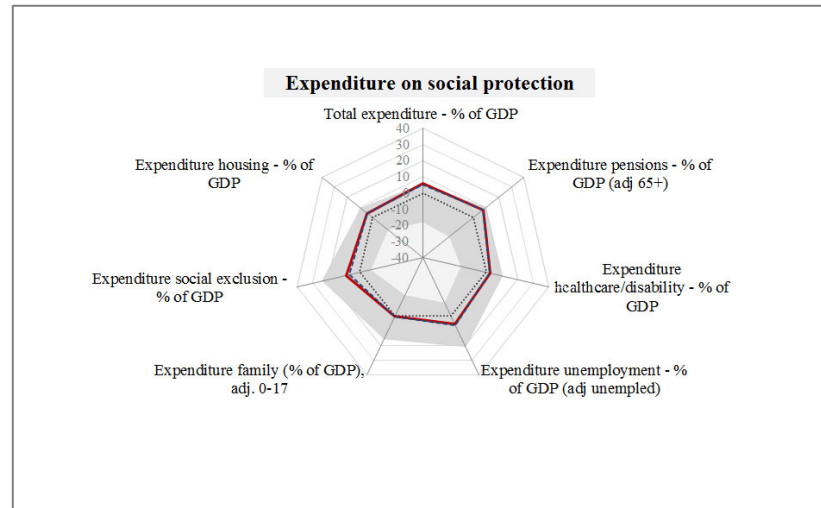 Expenditure on social protection
Total expenditure - % of GDP
40
30
20
10
0
-10
-20
-30
-40
Expenditure housing - % of
GDP
Expenditure pensions - % of
GDP (adj 65+)
Expenditure social exclusion -
% of GDP
Expenditure
healthcare/disability - % of
GDP
Expenditure family (% of GDP),
adj. 0-17
Expenditure unemployment - %
of GDP (adj unempled)